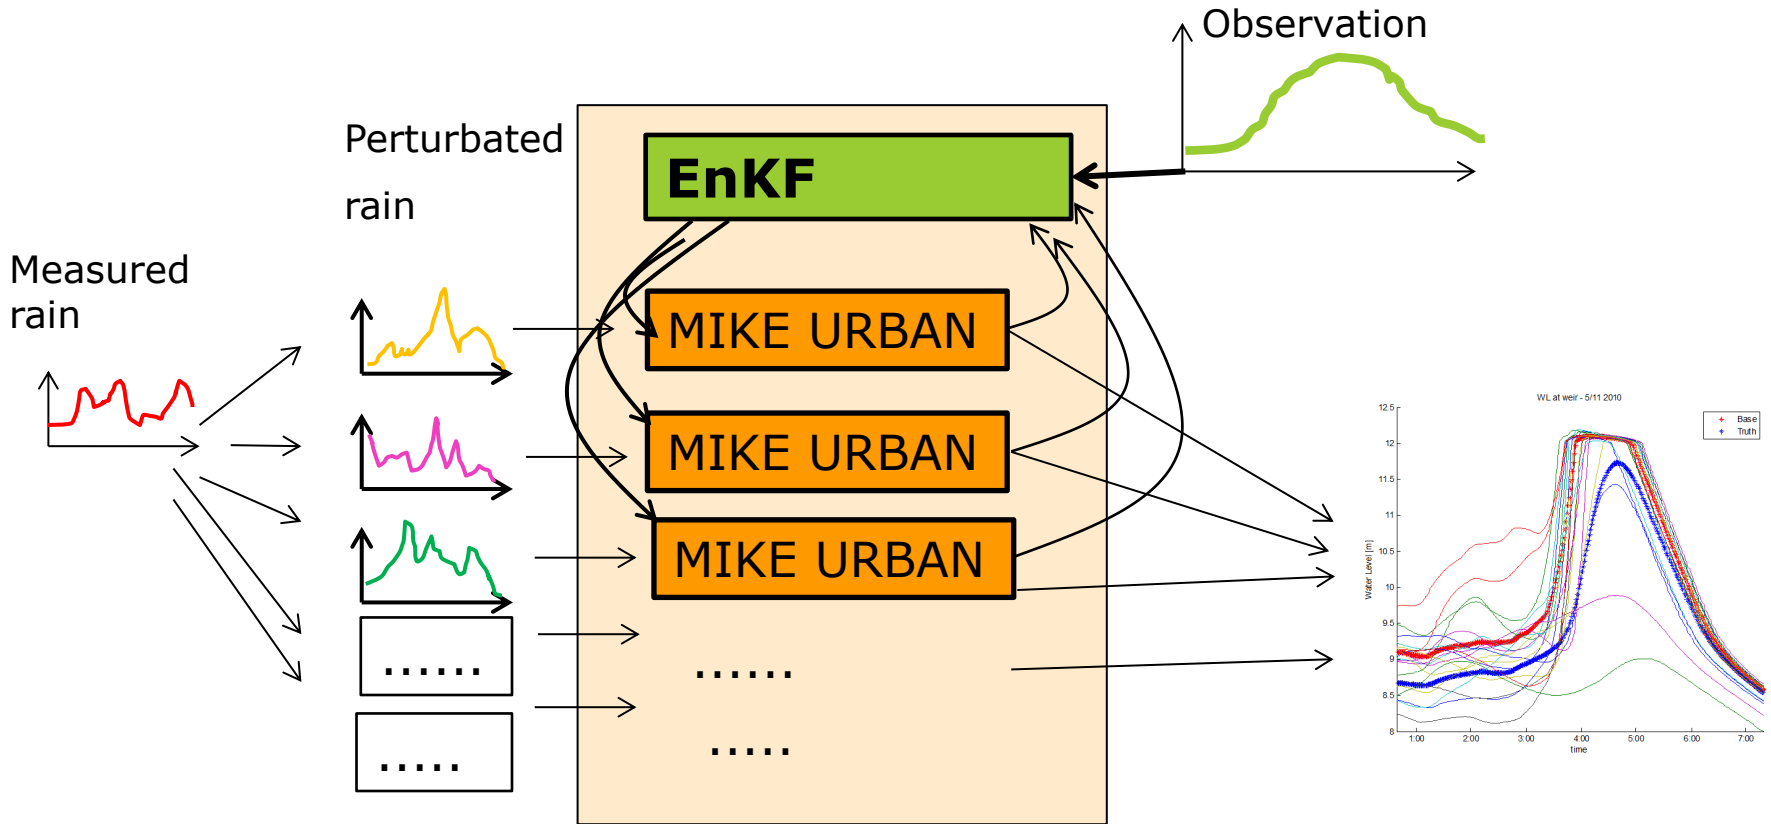 Observation
Perturbated
rain
EnKF
Measured
rain
MIKE URBAN
MIKE URBAN
MIKE URBAN
......
......
.....
.....
WL at weir - 5/11 2010
Base
Truth
Water Level [m]
12.5
12
11.5
11
10.5
10
9.5
9
8.5
8
1:00 2:00 3:00 4:00 5:00 6:00 7:00
time